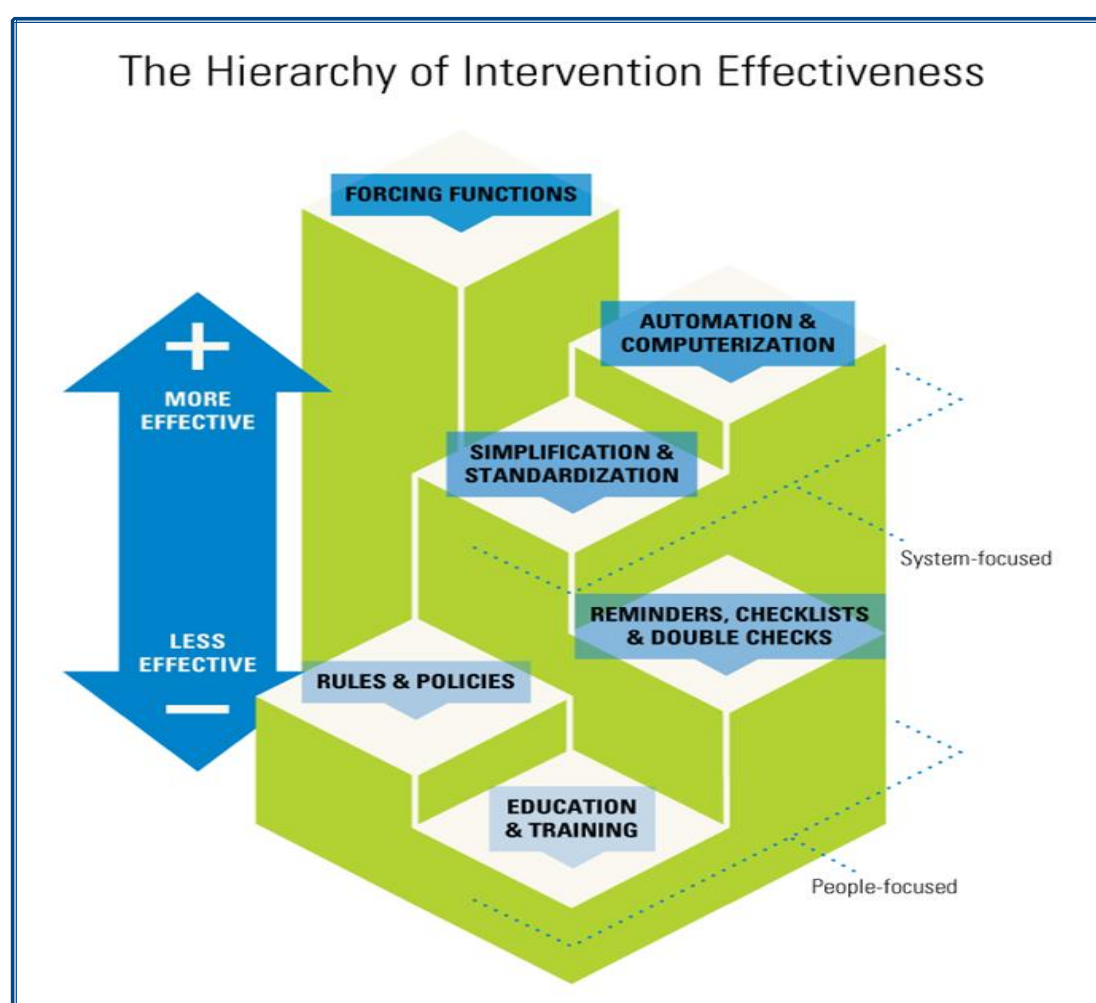 The Hierarchy of Intervention Effectiveness
FORCING FUNCTIONS
AUTOMATION &
COMPUTERIZATION
MORE
EFFECTIVE
SIMPLIFICATION &
STANDARDIZATION
System-focused
REMINDERS, CHECKLISTS
& DOUBLE CHECKS
LESS
EFFECTIVE
RULES & POLICIES
EDUCATION
& TRAINING
People-focused